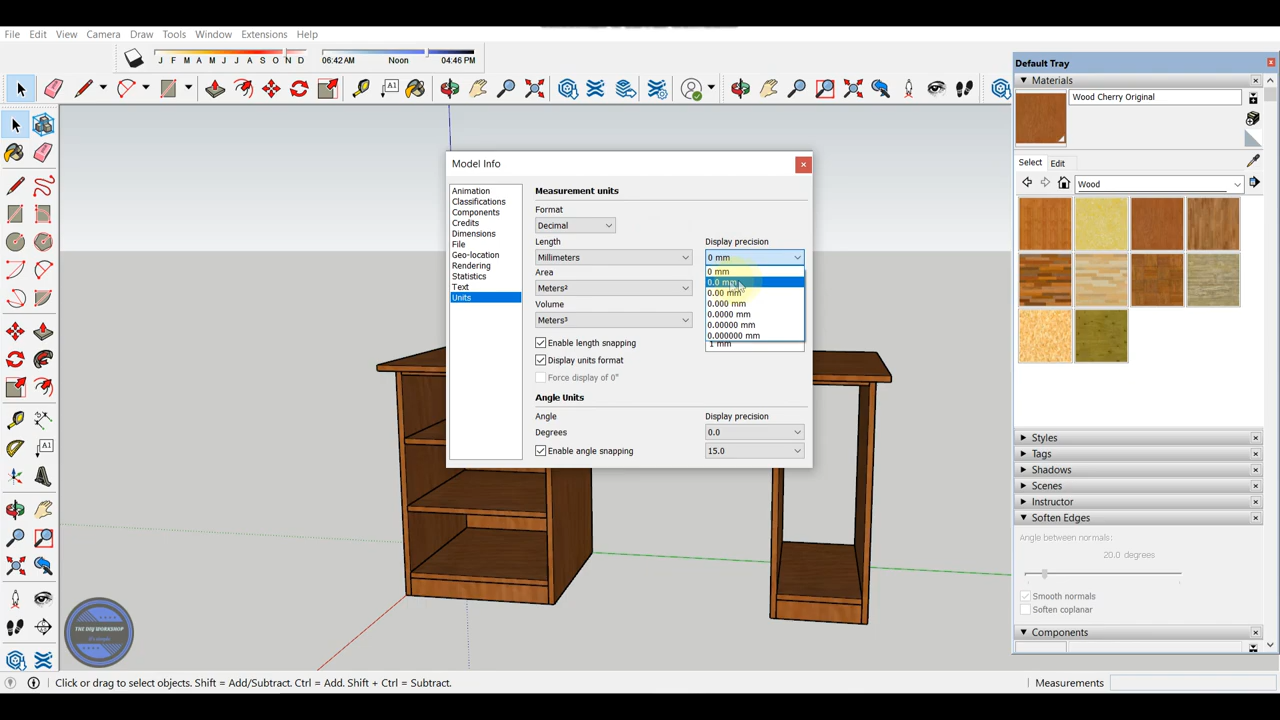 File Edit View Camera Draw Tools Window Extensions Help
J F M A M J J A S O N D
06:42 AM Noon 04:46 PM
Default Tray
Materials
Wood Cherry Original
Select Edit
Wood
Model Info
Animation
Classifications
Components
Credits
Dimensions
File
Geo-location
Rendering
Statistics
Text
Units
Measurement units
Format
Decimal
Length Display precision
Millimeters 0 mm
0 mm
0.0 mm
0.00 mm
0.000 mm
0.0000 mm
0.00000 mm
0.000000 mm
1 mm
Area
Meters²
Volume
Meters³
Enable length snapping
Display units format
Force display of 0"
Angle Units
Angle Display precision
Degrees 0.0
Enable angle snapping 15.0
Styles
Tags
Shadows
Scenes
Instructor
Soften Edges
Angle between normals:
20.0 degrees
Smooth normals
Soften coplanar
Components
A1
A1
THE DIY WORKSHOP
Click or drag to select objects. Shift = Add/Subtract. Ctrl = Add. Shift + Ctrl = Subtract.
Measurements